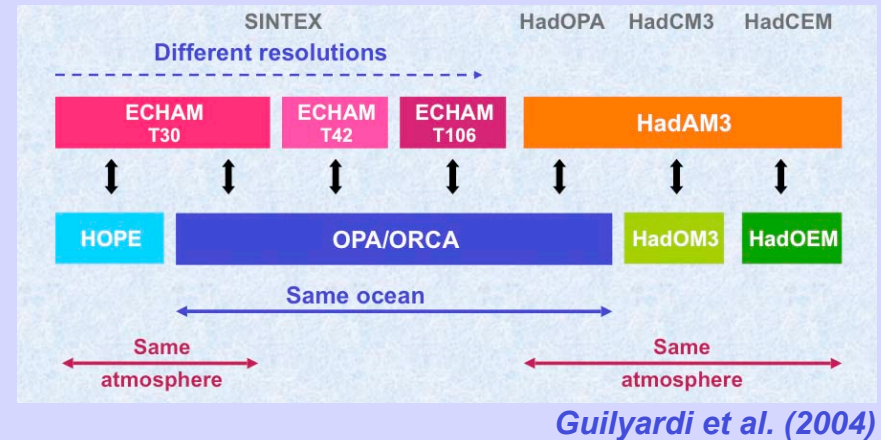 SINTEX HadOPA HadCM3 HadCEM
Different resolutions
ECHAM ECHAM ECHAM HadAM3
T30 T42 T106
HOPE OPA/ORCA HadOM3 HadOEM
Same ocean
Same Same
atmosphere atmosphere
Guilyardi et al. (2004)